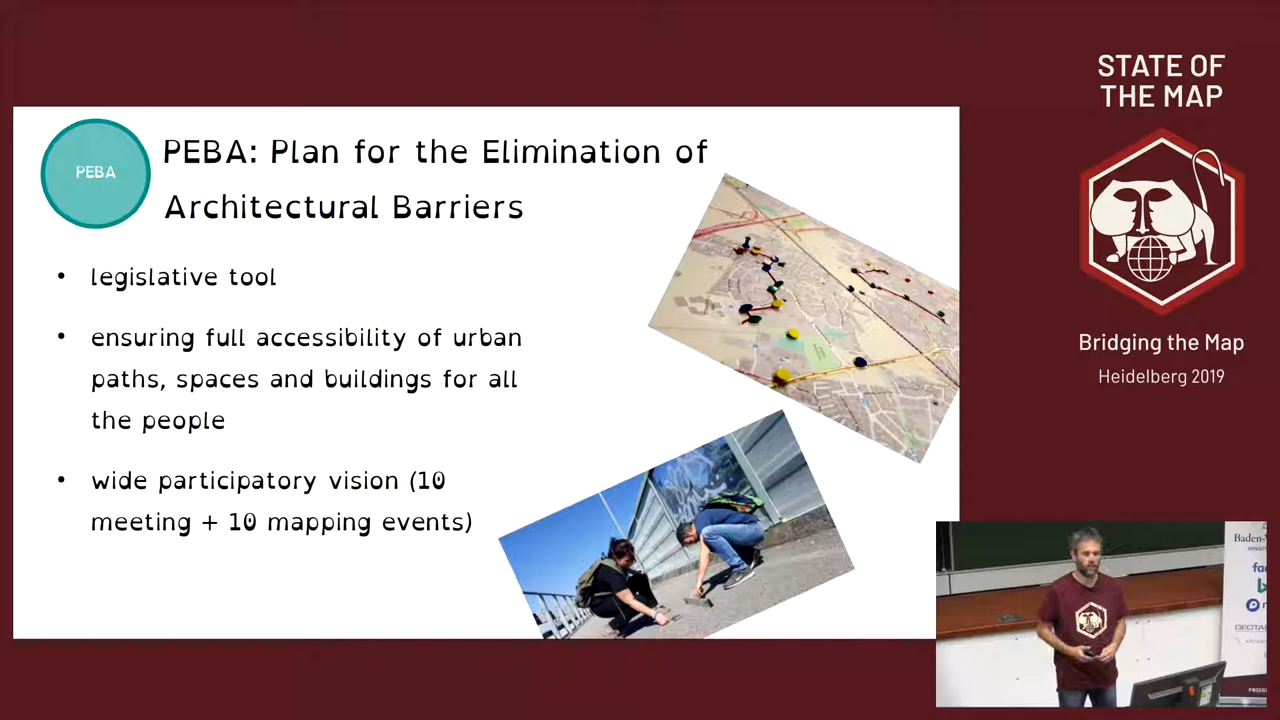 STATE OF
THE MAP
PEBA
PEBA: Plan for the Elimination of
Architectural Barriers
• legislative tool
• ensuring full accessibility of urban
paths, spaces and buildings for all
the people
• wide participatory vision (10
meeting + 10 mapping events)
Bridging the Map
Heidelberg 2019